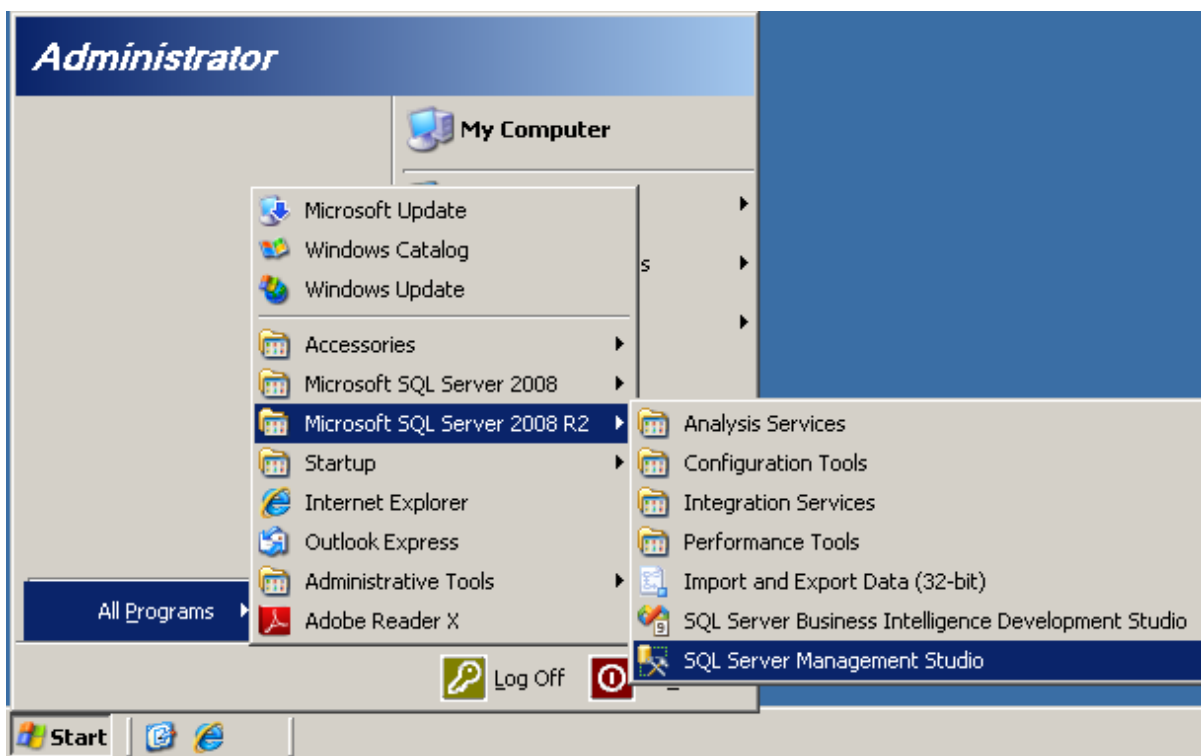 Administrator
My Computer
Microsoft Update
Windows Catalog
Windows Update
s
Accessories
Microsoft SQL Server 2008
Microsoft SQL Server 2008 R2
Startup
Internet Explorer
Outlook Express
Administrative Tools
Adobe Reader X
Analysis Services
Configuration Tools
Integration Services
Performance Tools
Import and Export Data (32-bit)
SQL Server Business Intelligence Development Studio
SQL Server Management Studio
All Programs
Log Off
Start